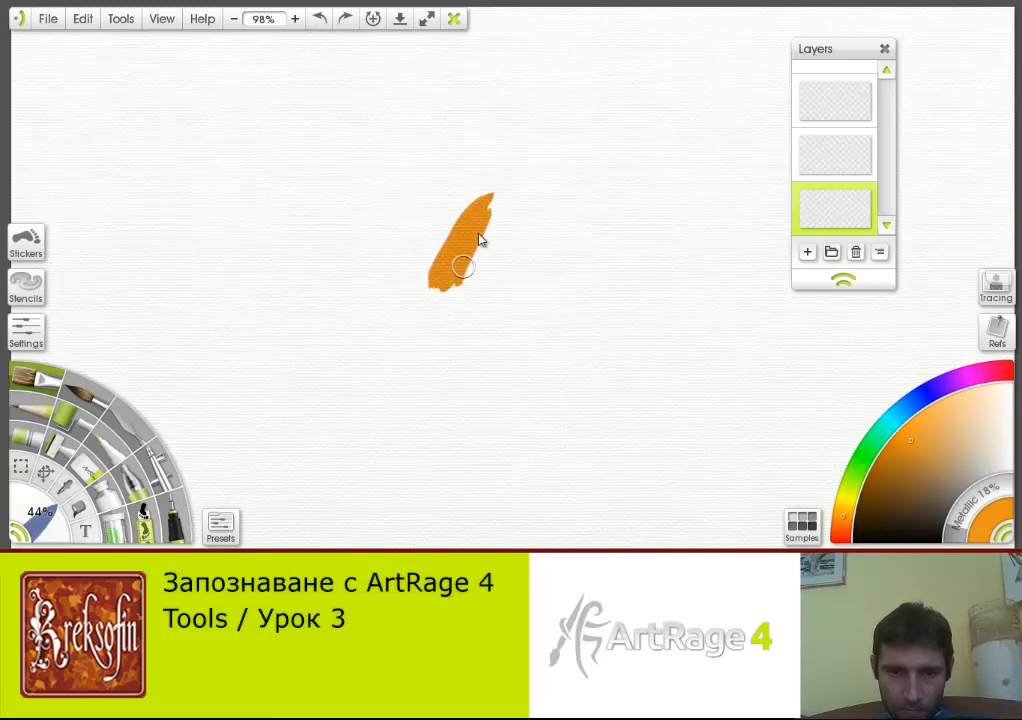 File Edit Tools View Help − 98% +
Layers
Stickers
Stencils
Settings
Tracing
Refs
44%
T
Presets
Metallic 18%
Samples
Запознаване с ArtRage 4
Tools / Урок 3
Kreksofin
ArtRage 4